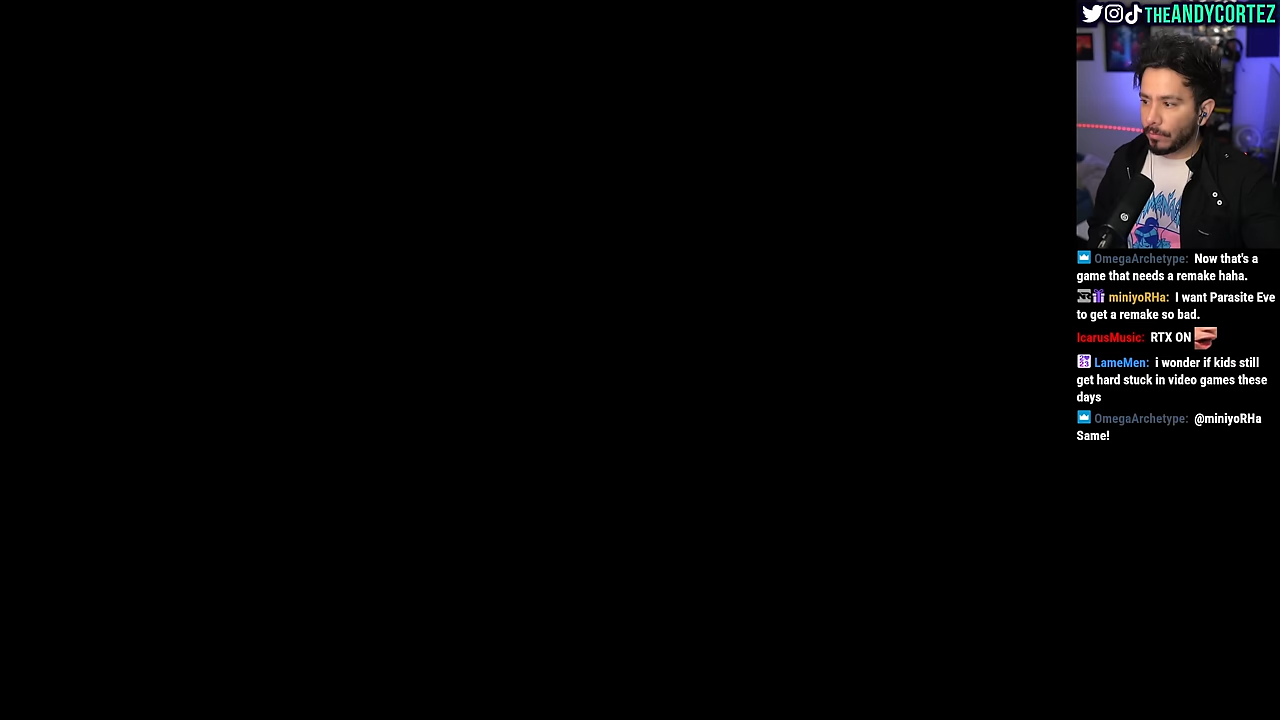 THEANDYCORTEZ
OmegaArchetype: Now that's a
game that needs a remake haha.
miniyoRHa: I want Parasite Eve
to get a remake so bad.
IcarusMusic: RTX ON
LameMen: i wonder if kids still
get hard stuck in video games these
days
OmegaArchetype: @miniyoRHa
Same!